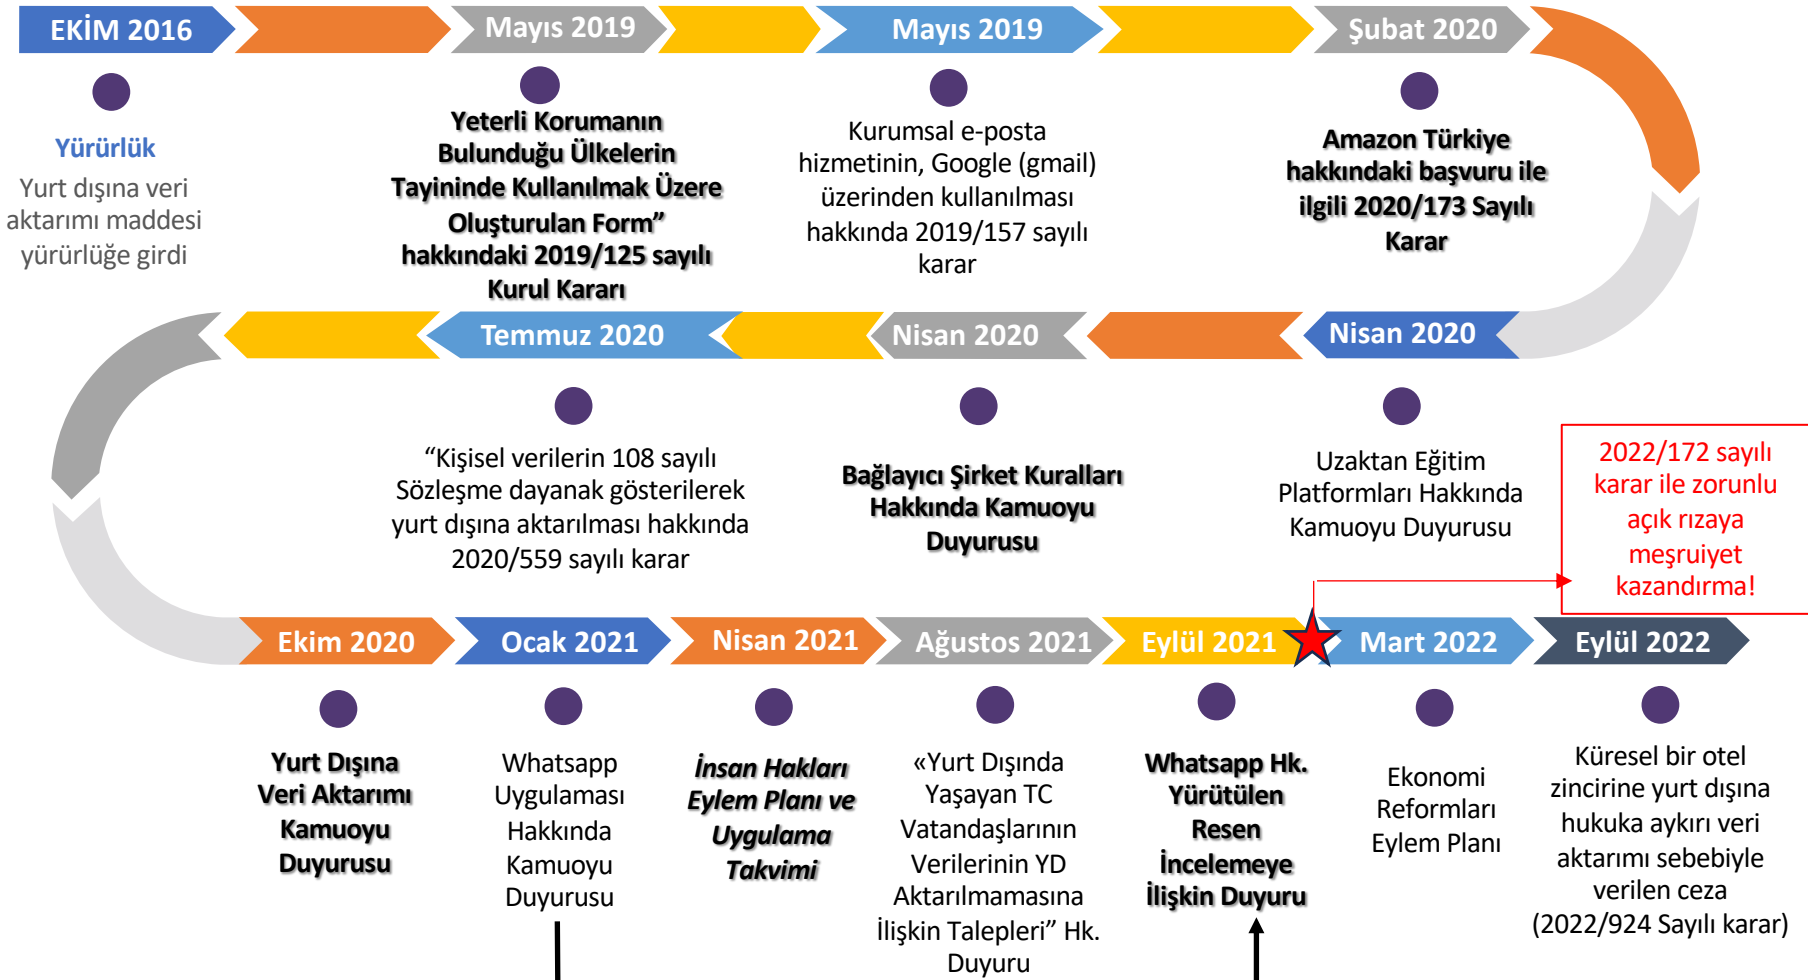 EKİM 2016
Mayıs 2019
Mayıs 2019
Şubat 2020
Yürürlük
Yurt dışına veri
aktarımı maddesi
yürürlüğe girdi
Yeterli Korumanın
Bulunduğu Ülkelerin
Tayininde Kullanılmak Üzere
Oluşturulan Form”
hakkındaki 2019/125 sayılı
Kurul Kararı
Kurumsal e-posta
hizmetinin, Google (gmail)
üzerinden kullanılması
hakkında 2019/157 sayılı
karar
Amazon Türkiye
hakkındaki başvuru ile
ilgili 2020/173 Sayılı
Karar
Temmuz 2020
Nisan 2020
Nisan 2020
“Kişisel verilerin 108 sayılı
Sözleşme dayanak gösterilerek
yurt dışına aktarılması hakkında
2020/559 sayılı karar
Bağlayıcı Şirket Kuralları
Hakkında Kamuoyu
Duyurusu
Uzaktan Eğitim
Platformları Hakkında
Kamuoyu Duyurusu
2022/172 sayılı
karar ile zorunlu
açık rızaya
meşruiyet
kazandırma!
Ekim 2020
Ocak 2021
Nisan 2021
Ağustos 2021
Eylül 2021
Mart 2022
Eylül 2022
Yurt Dışına
Veri Aktarımı
Kamuoyu
Duyurusu
Whatsapp
Uygulaması
Hakkında
Kamuoyu
Duyurusu
İnsan Hakları
Eylem Planı ve
Uygulama
Takvimi
«Yurt Dışında
Yaşayan TC
Vatandaşlarının
Verilerinin YD
Aktarılmamasına
İlişkin Talepleri” Hk.
Duyuru
Whatsapp Hk.
Yürütülen
Resen
İncelemeye
İlişkin Duyuru
Ekonomi
Reformları
Eylem Planı
Küresel bir otel
zincirine yurt dışına
hukuka aykırı veri
aktarımı sebebiyle
verilen ceza
(2022/924 Sayılı karar)